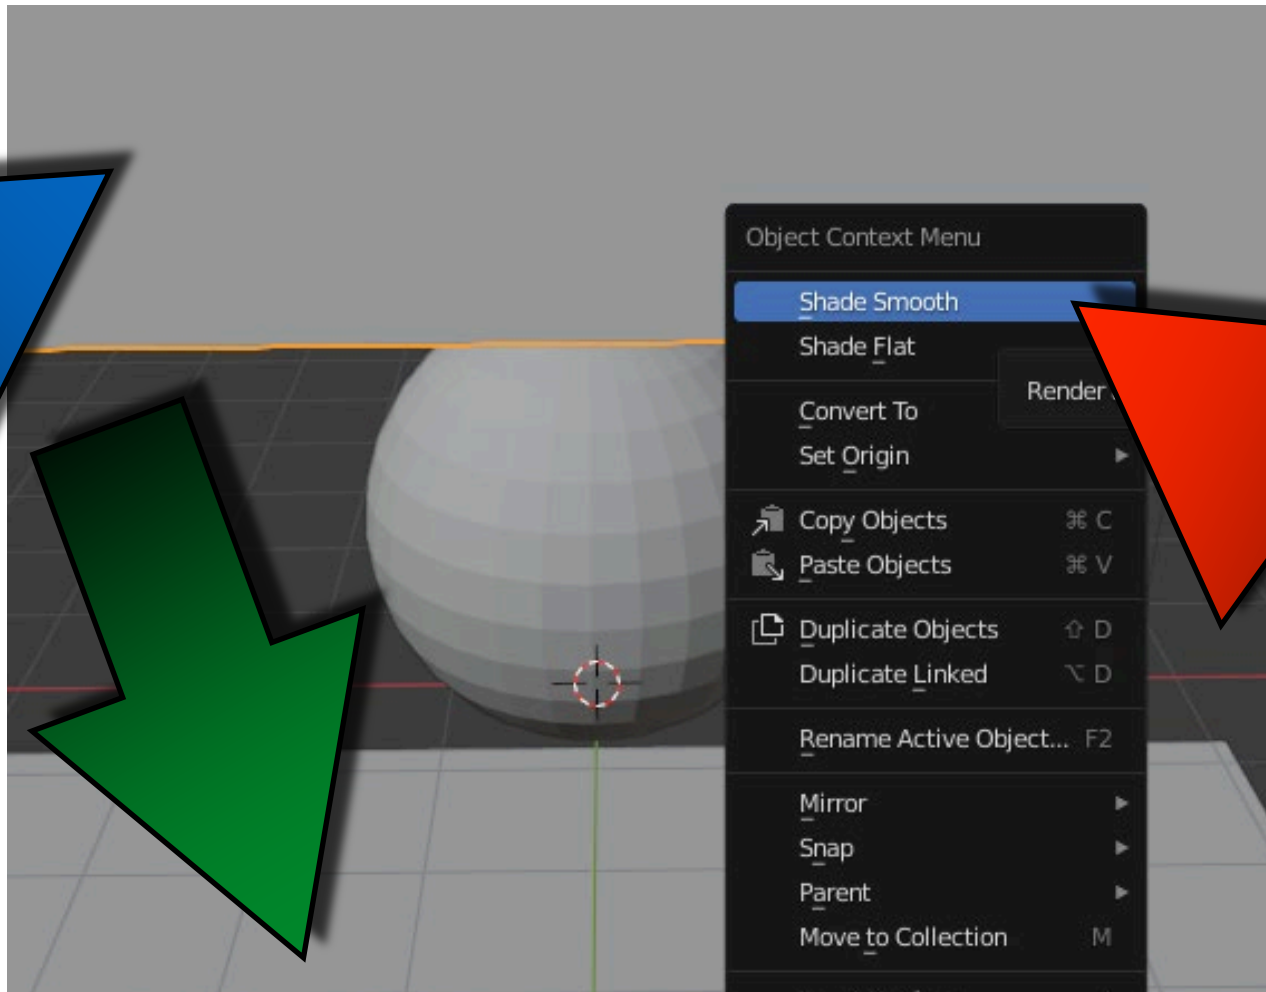 Object Context Menu
Shade Smooth
Shade Flat
Render
Convert To
Set Origin
Copy Objects ⌘ C
Paste Objects ⌘ V
Duplicate Objects ⇧ D
Duplicate Linked ⌥ D
Rename Active Object... F2
Mirror
Snap
Parent
Move to Collection M